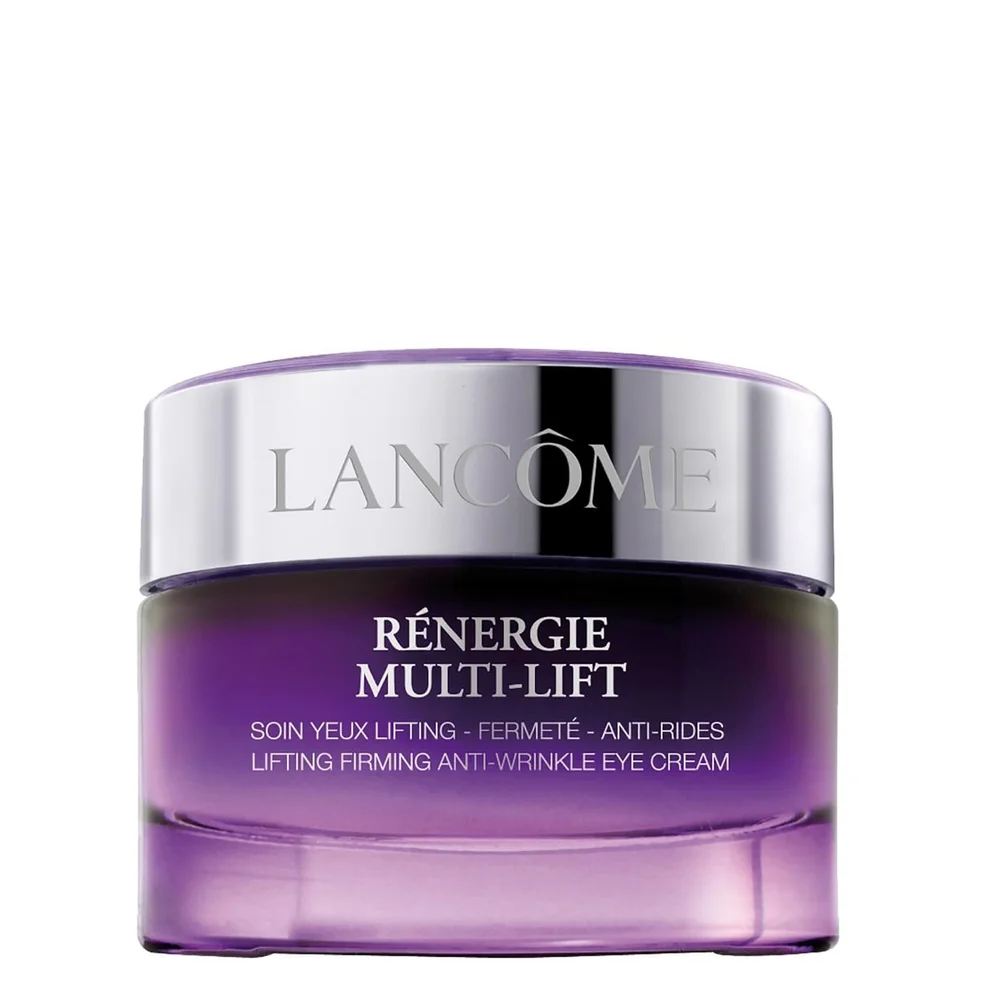 LANCÔME
RÉNERGIE
MULTI-LIFT
SOIN YEUX LIFTING - FERMETÉ - ANTI-RIDES
LIFTING FIRMING ANTI-WRINKLE EYE CREAM